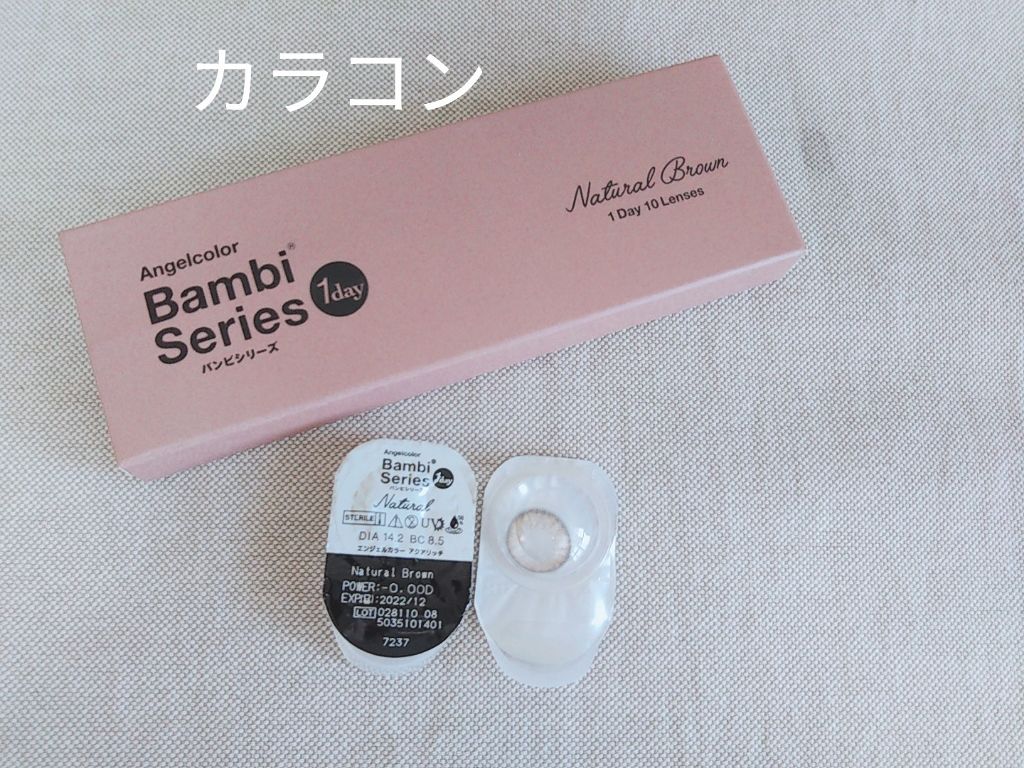 カラコン
Angelcolor
Bambi®
Series 1day
バンビシリーズ
Natural Brown
1 Day 10 Lenses
Angelcolor
Bambi
Series 1day
バンビシリーズ
Natural
STERILE UV
DIA 14.2 BC 8.5
エンジェルカラー アクアリッチ
Natural Brown
POWER:-0.00D
2022/12
LOT 028110 08
5035101401
7237